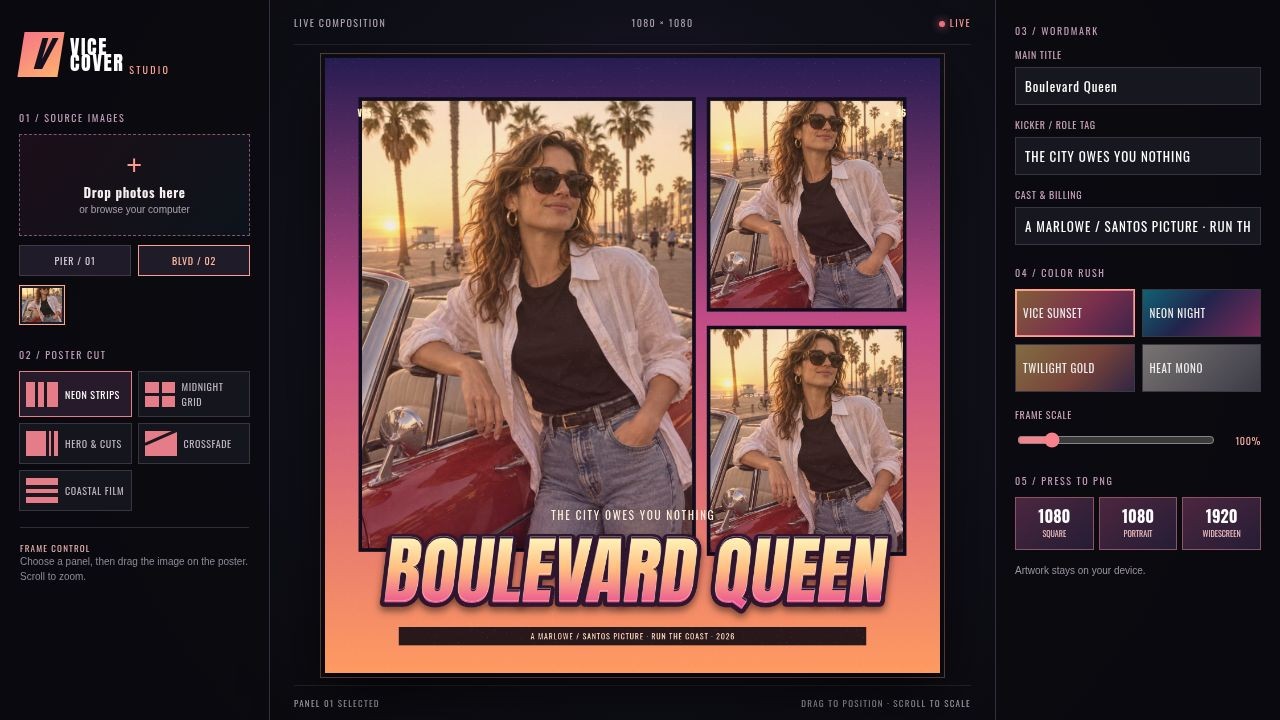 V
VICE
COVER
STUDIO
01 / SOURCE IMAGES
+
Drop photos here
or browse your computer
PIER / 01
BLVD / 02
02 / POSTER CUT
NEON STRIPS
MIDNIGHT
GRID
HERO & CUTS
CROSSFADE
COASTAL FILM
FRAME CONTROL
Choose a panel, then drag the image on the poster.
Scroll to zoom.
LIVE COMPOSITION
1080 × 1080
LIVE
THE CITY OWES YOU NOTHING
BOULEVARD QUEEN
A MARLOWE / SANTOS PICTURE · RUN THE COAST · 2026
PANEL 01 SELECTED
DRAG TO POSITION · SCROLL TO SCALE
03 / WORDMARK
MAIN TITLE
Boulevard Queen
KICKER / ROLE TAG
THE CITY OWES YOU NOTHING
CAST & BILLING
A MARLOWE / SANTOS PICTURE · RUN TH
04 / COLOR RUSH
VICE SUNSET
NEON NIGHT
TWILIGHT GOLD
HEAT MONO
FRAME SCALE
100%
05 / PRESS TO PNG
1080
SQUARE
1080
PORTRAIT
1920
WIDESCREEN
Artwork stays on your device.